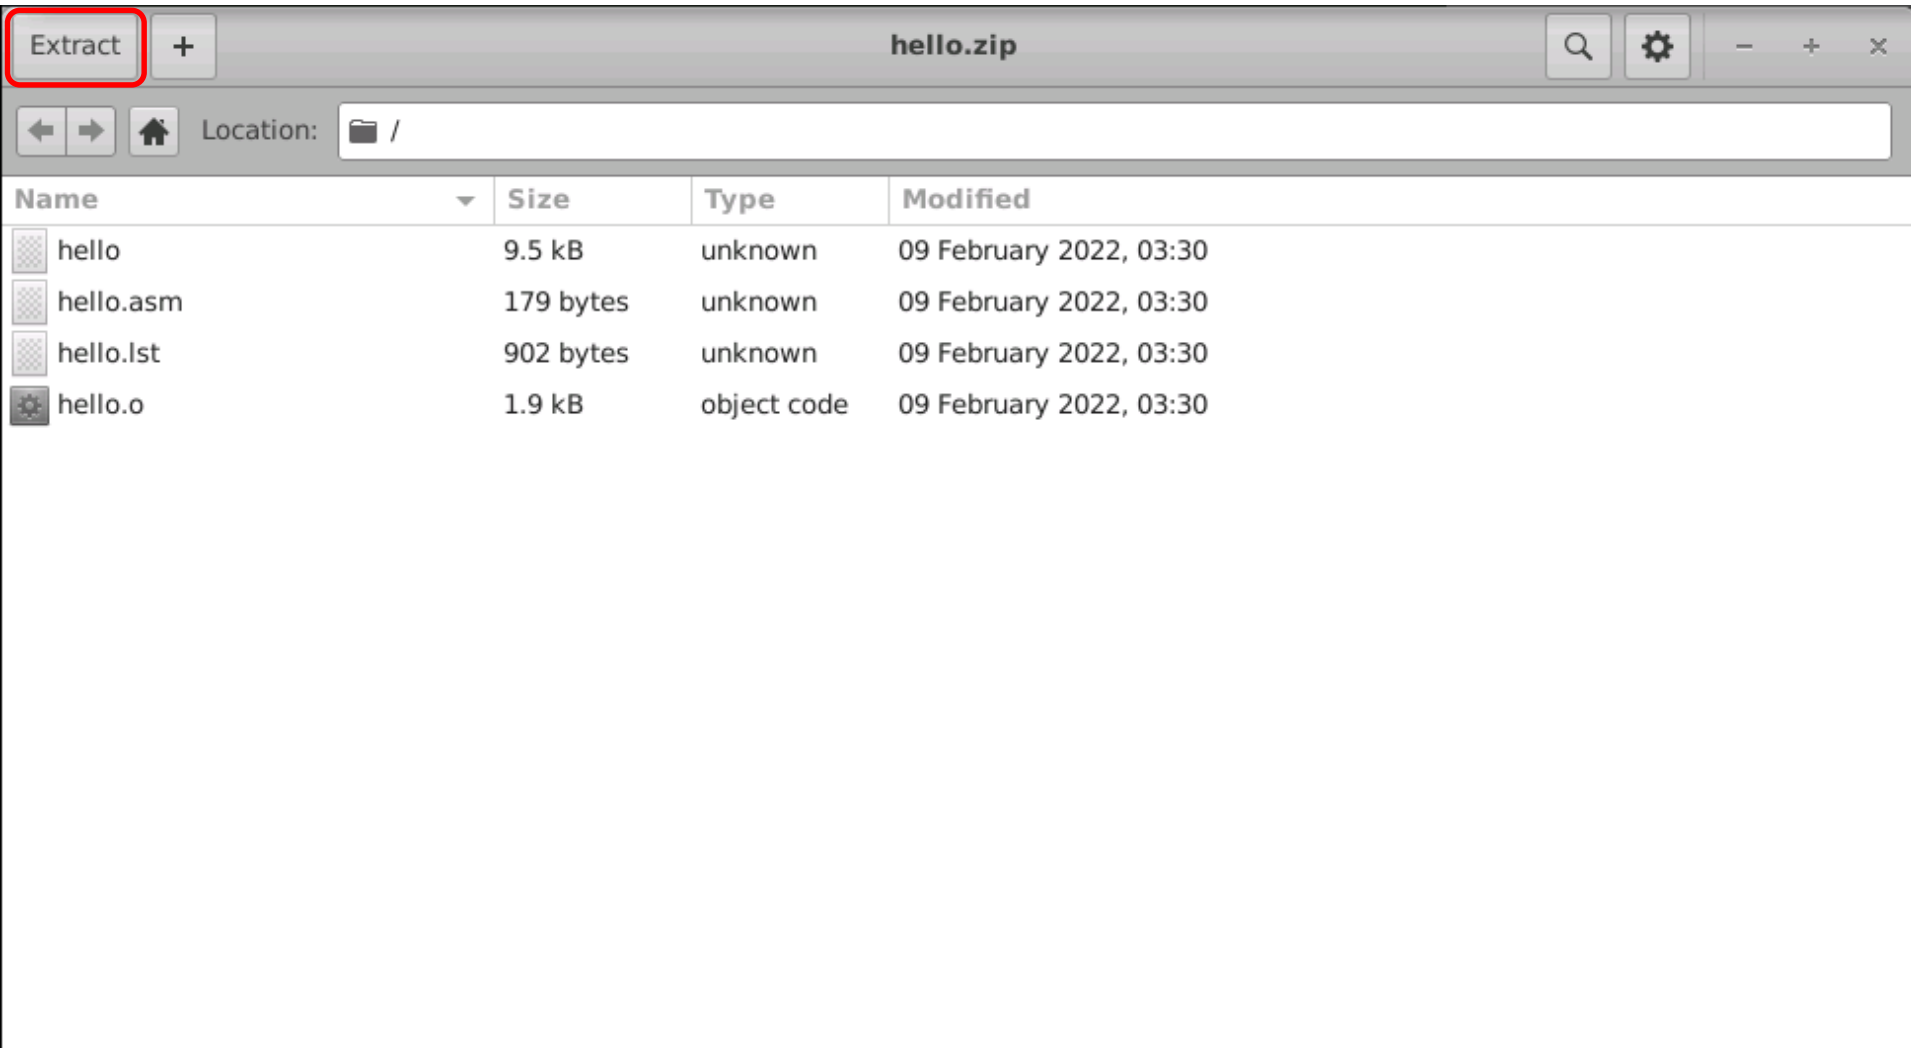 Extract + hello.zip
Location: /
Name Size Type Modified
hello 9.5 kB unknown 09 February 2022, 03:30
hello.asm 179 bytes unknown 09 February 2022, 03:30
hello.lst 902 bytes unknown 09 February 2022, 03:30
hello.o 1.9 kB object code 09 February 2022, 03:30